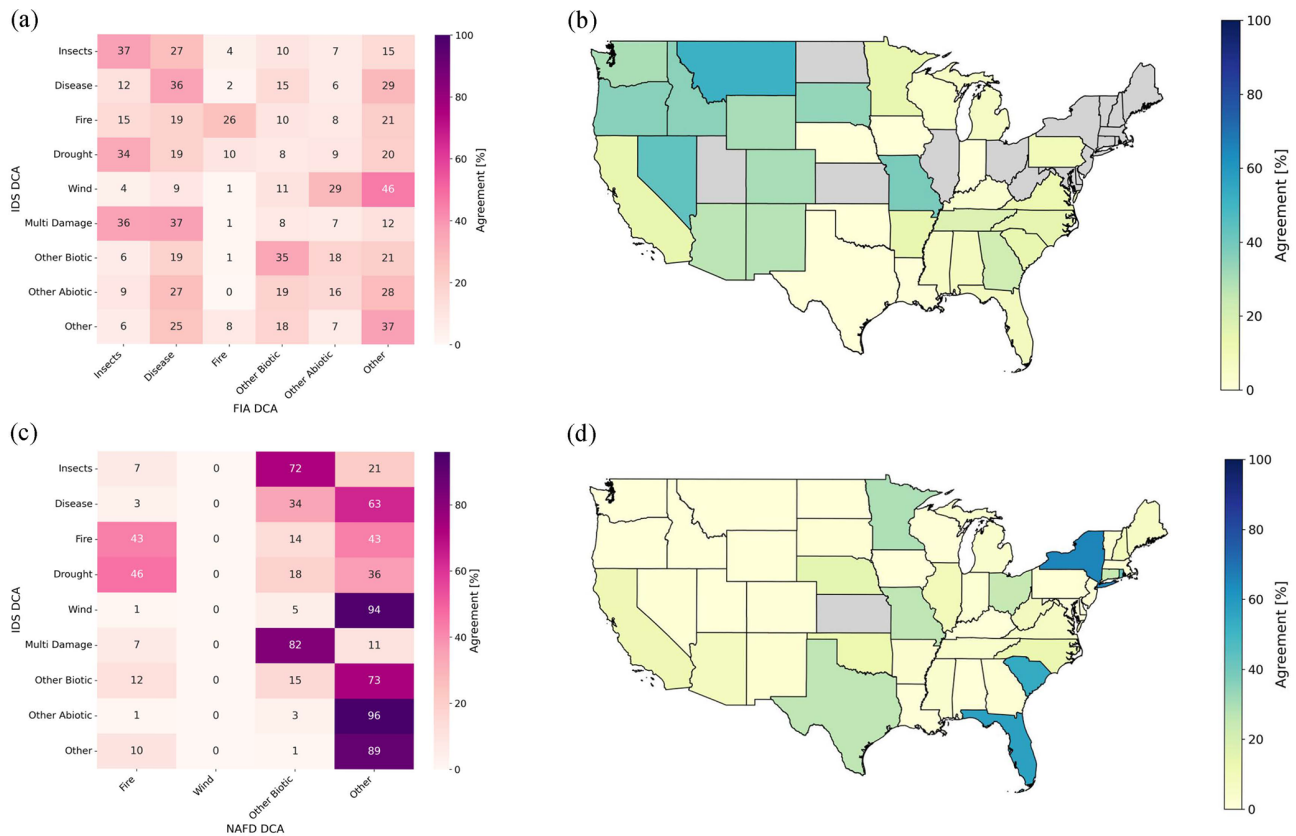 (a)
Insects 37 27 4 10 7 15
Disease 12 36 2 15 6 29
Fire 15 19 26 10 8 21
Drought 34 19 10 8 9 20
Wind 4 9 1 11 29 46
Multi Damage 36 37 1 8 7 12
Other Biotic 6 19 1 35 18 21
Other Abiotic 9 27 0 19 16 28
Other 6 25 8 18 7 37
IDS DCA
Insects Disease Fire Other Biotic Other Abiotic Other
FIA DCA
100
80
60
40
20
0
Agreement [%]
(b)
100
80
60
40
20
0
Agreement [%]
(c)
Insects 7 0 72 21
Disease 3 0 34 63
Fire 43 0 14 43
Drought 46 0 18 36
Wind 1 0 5 94
Multi Damage 7 0 82 11
Other Biotic 12 0 15 73
Other Abiotic 1 0 3 96
Other 10 0 1 89
IDS DCA
Fire Wind Other Biotic Other
NAFD DCA
80
60
40
20
0
Agreement [%]
(d)
100
80
60
40
20
0
Agreement [%]